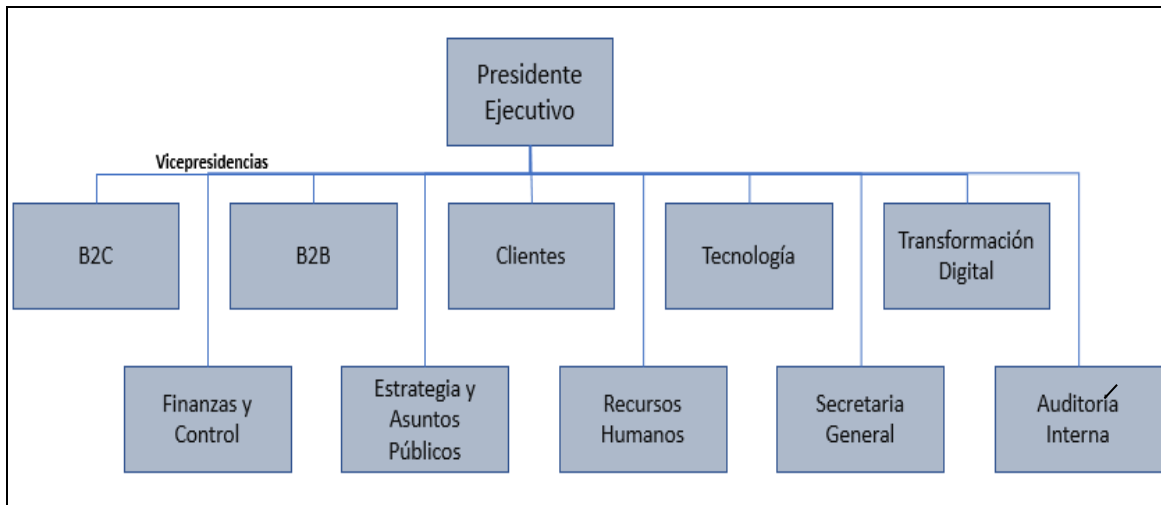 Presidente
Ejecutivo
Vicepresidencias
B2C
B2B
Clientes
Tecnología
Transformación
Digital
Finanzas y
Control
Estrategia y
Asuntos
Públicos
Recursos
Humanos
Secretaria
General
Auditoría
Interna